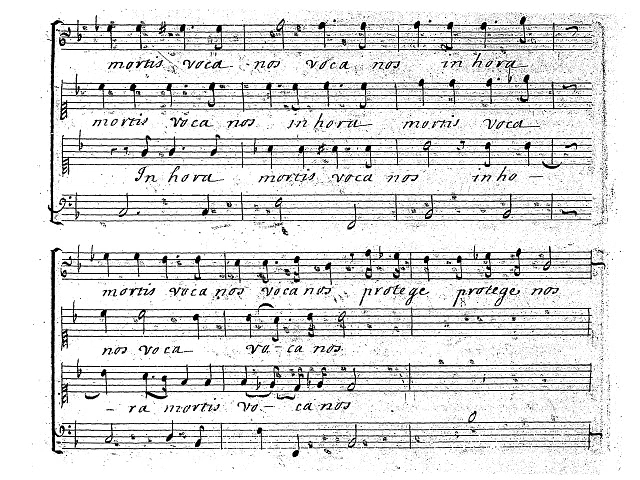 mortis voca nos voca nos in hora
mortis voca nos in hora mortis voca
In hora mortis voca nos in ho-
mortis voca nos voca nos protege protege nos
nos voca vo-ca nos
-ra mortis vo-ca nos